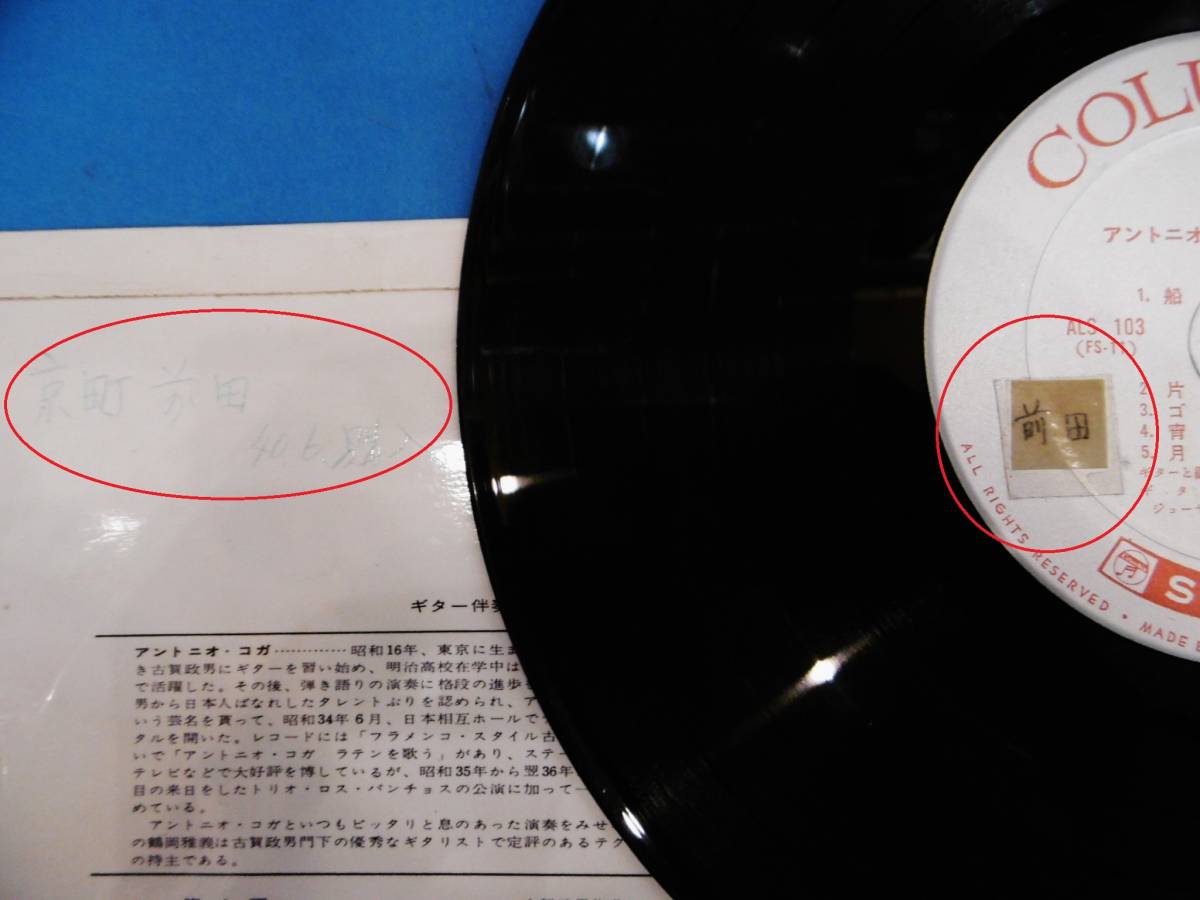 京町 前田
40.6.
ギター伴奏
アントニオ・コガ…………昭和16年、東京に生ま
き古賀政男にギターを習い始め、明治高校在学中は
で活躍した。その後、弾き語りの演奏に格段の進歩を
男から日本人ばなれしたタレントぶりを認められ、ア
いう芸名を貰って、昭和34年6月、日本相互ホールで
タルを開いた。レコードには「フラメンコ・スタイル古
いで「アントニオ・コガ ラテンを歌う」があり、ステー
テレビなどで大好評を博しているが、昭和35年から翌36年
目の来日をしたトリオ・ロス・パンチョスの公演に加って
めている。
アントニオ・コガといつもピッタリと息のあった演奏をみせ
の鶴岡雅義は古賀政男門下の優秀なギタリストで定評のあるテク
の持主である。
COL
アントニオ
1. 船
ALS 103
(FS-11)
2. 片
3. ゴ
4. 宵
5. 月
ギターと
前田
ALL RIGHTS RESERVED • MADE B
S